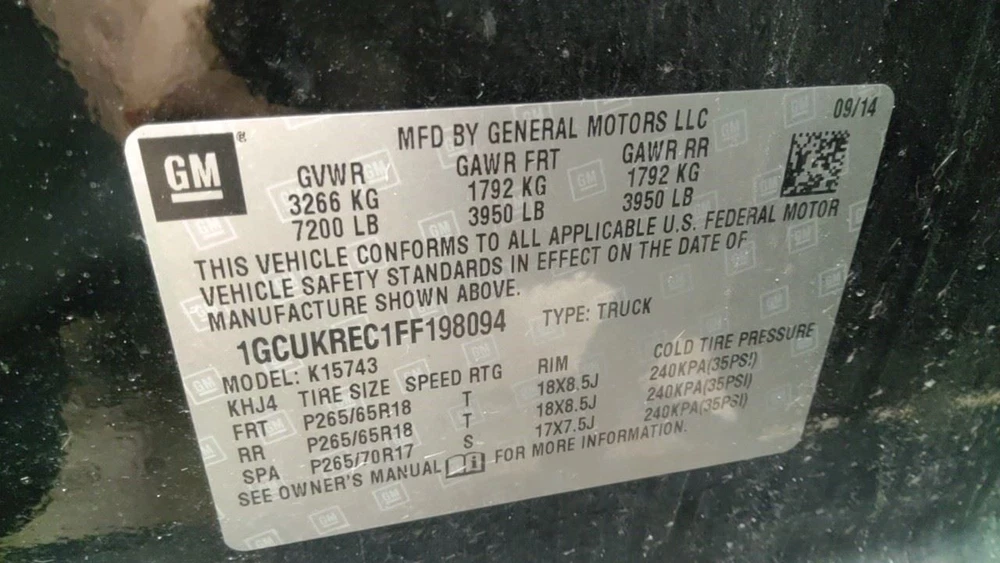 GM ®
MFD BY GENERAL MOTORS LLC 09/14
GVWR GAWR FRT GAWR RR
3266 KG 1792 KG 1792 KG
7200 LB 3950 LB 3950 LB
THIS VEHICLE CONFORMS TO ALL APPLICABLE U.S. FEDERAL MOTOR
VEHICLE SAFETY STANDARDS IN EFFECT ON THE DATE OF
MANUFACTURE SHOWN ABOVE.
1GCUKREC1FF198094 TYPE: TRUCK
MODEL: K15743
KHJ4 TIRE SIZE SPEED RTG RIM COLD TIRE PRESSURE
FRT P265/65R18 T 18X8.5J 240KPA(35PSI)
RR P265/65R18 T 18X8.5J 240KPA(35PSI)
SPA P265/70R17 S 17X7.5J 240KPA(35PSI)
SEE OWNER'S MANUAL FOR MORE INFORMATION.